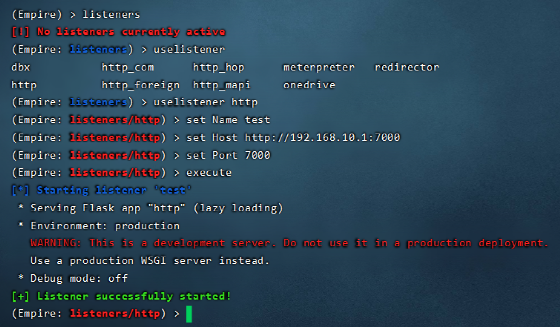 (Empire) > listeners
[!] No listeners currently active
(Empire: listeners) > uselistener
dbx http_com http_hop meterpreter redirector
http http_foreign http_mapi onedrive
(Empire: listeners) > uselistener http
(Empire: listeners/http) > set Name test
(Empire: listeners/http) > set Host http://192.168.10.1:7000
(Empire: listeners/http) > set Port 7000
(Empire: listeners/http) > execute
[*] Starting listener 'test'
* Serving Flask app "http" (lazy loading)
* Environment: production
WARNING: This is a development server. Do not use it in a production deployment.
Use a production WSGI server instead.
* Debug mode: off
[+] Listener successfully started!
(Empire: listeners/http) >